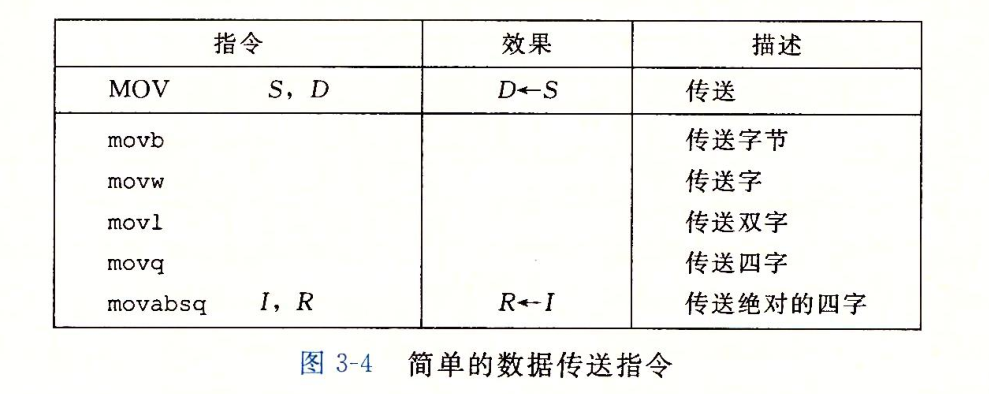 指令 效果 描述
MOV S, D D←S 传送
movb 传送字节
movw 传送字
movl 传送双字
movq 传送四字
movabsq I, R R←I 传送绝对的四字
图 3-4 简单的数据传送指令